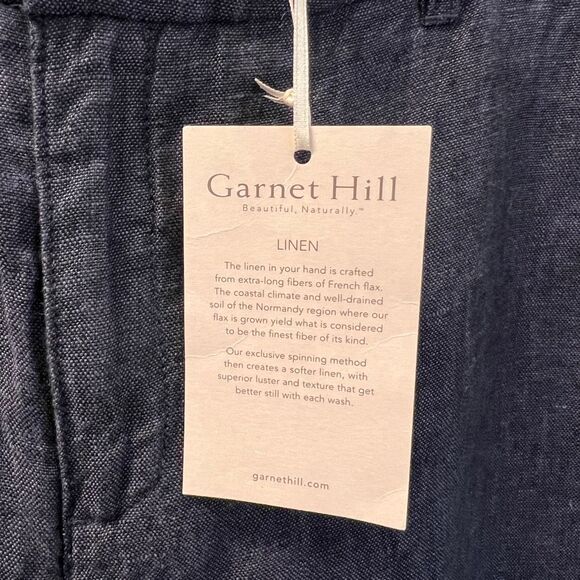 Garnet Hill
Beautiful, Naturally.™
LINEN
The linen in your hand is crafted
from extra-long fibers of French flax.
The coastal climate and well-drained
soil of the Normandy region where our
flax is grown yield what is considered
to be the finest fiber of its kind.
Our exclusive spinning method
then creates a softer linen, with
superior luster and texture that get
better still with each wash.
garnethill.com